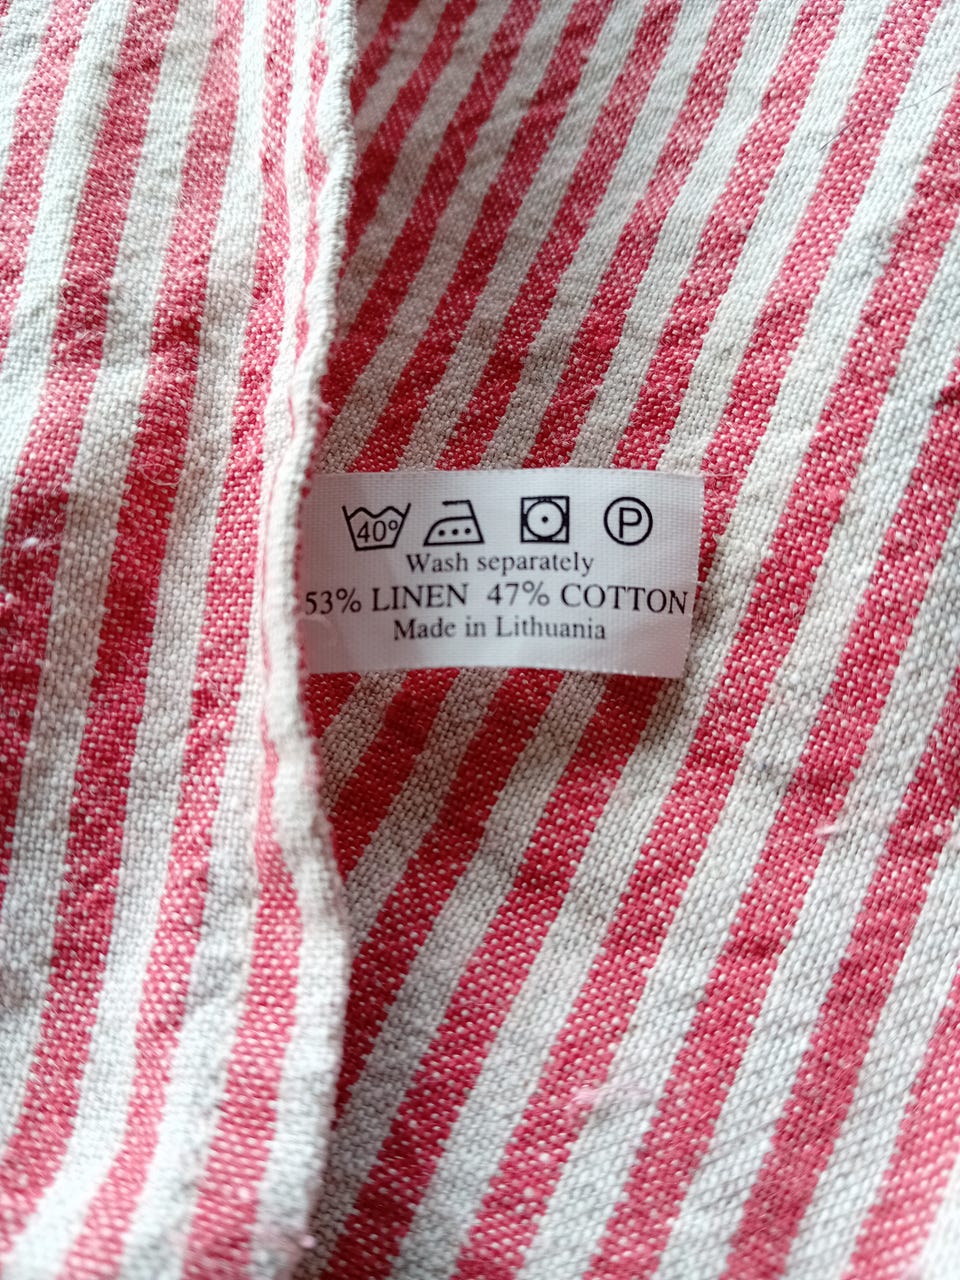 40° P
Wash separately
53% LINEN 47% COTTON
Made in Lithuania